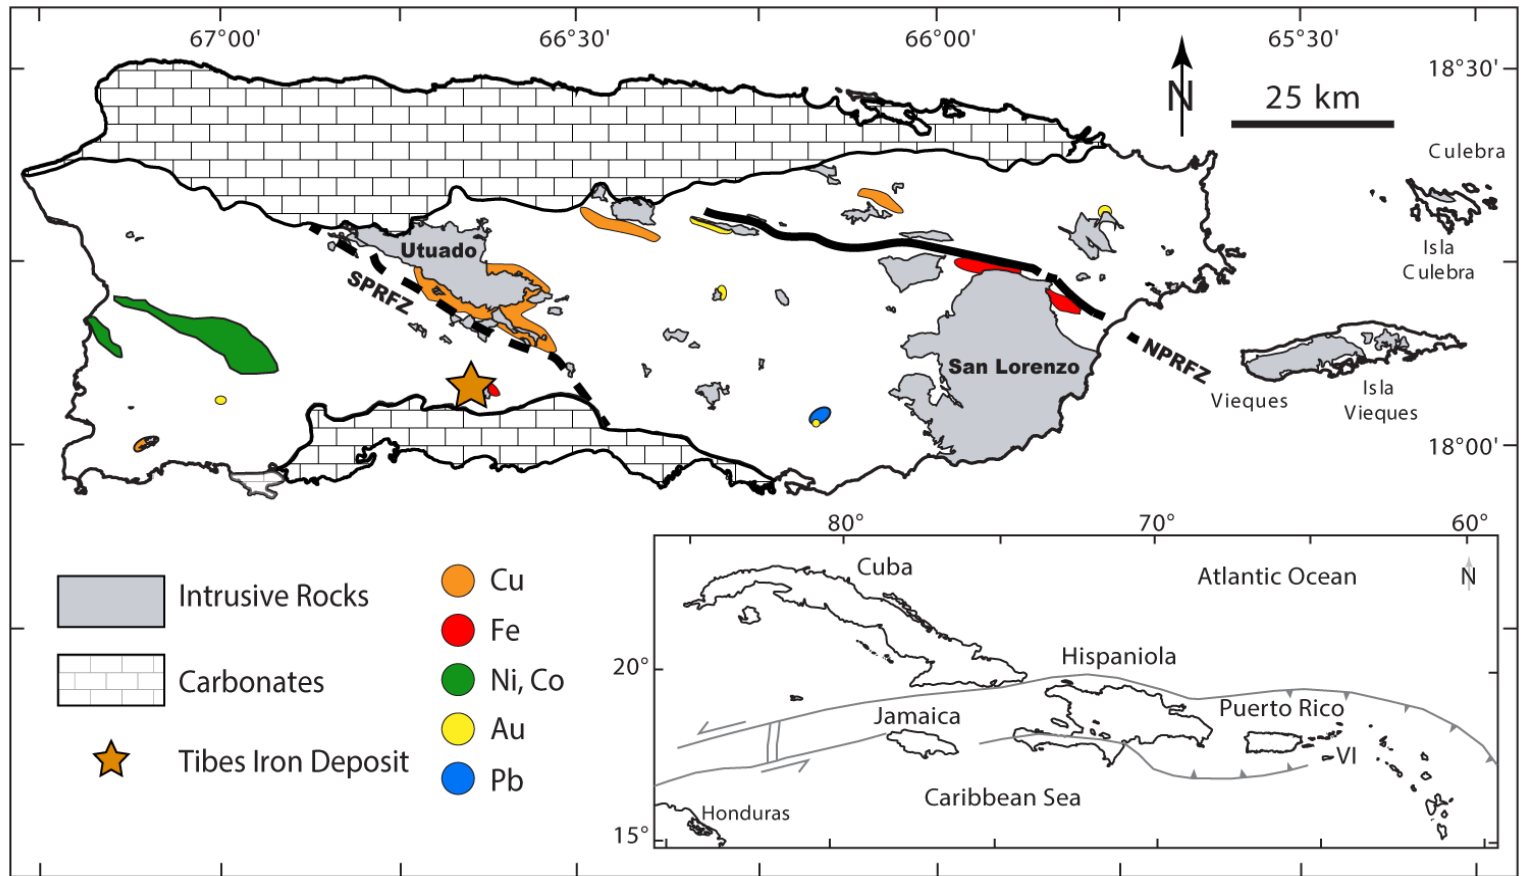 67°00'
66°30'
66°00'
65°30'
18°30'
N
25 km
Culebra
Isla
Culebra
Utuado
SPRFZ
San Lorenzo
NPRFZ
Vieques
Isla
Vieques
18°00'
Intrusive Rocks
Carbonates
Tibes Iron Deposit
Cu
Fe
Ni, Co
Au
Pb
80°
70°
60°
Cuba
Atlantic Ocean
N
20°
Hispaniola
Jamaica
Puerto Rico
VI
Caribbean Sea
Honduras
15°